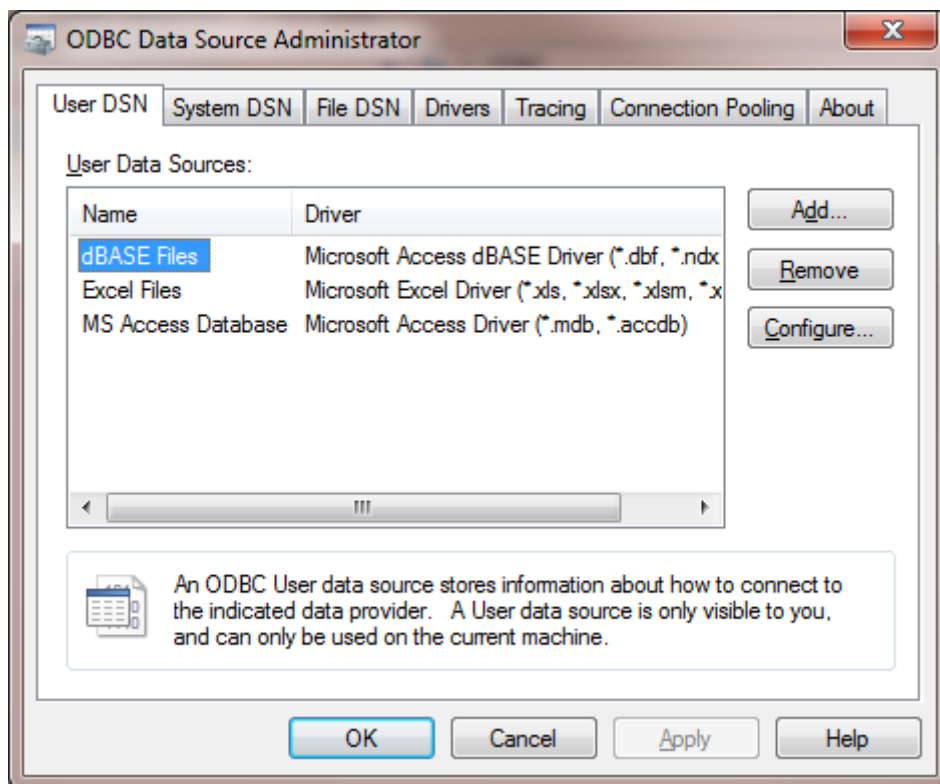 ODBC Data Source Administrator
User DSN System DSN File DSN Drivers Tracing Connection Pooling About
User Data Sources:
Name Driver
dBASE Files Microsoft Access dBASE Driver (*.dbf, *.ndx
Excel Files Microsoft Excel Driver (*.xls, *.xlsx, *.xlsm, *.x
MS Access Database Microsoft Access Driver (*.mdb, *.accdb)
Add...
Remove
Configure...
An ODBC User data source stores information about how to connect to
the indicated data provider. A User data source is only visible to you,
and can only be used on the current machine.
OK Cancel Apply Help